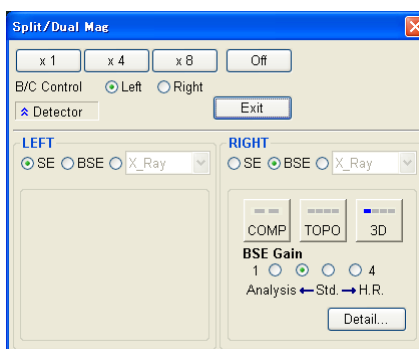 Split/Dual Mag
x 1 x 4 x 8 Off
B/C Control Left Right
Detector Exit
LEFT RIGHT
SE BSE X_Ray SE BSE X_Ray
COMP TOPO 3D
BSE Gain
1 4
Analysis ← Std. → H.R.
Detail...